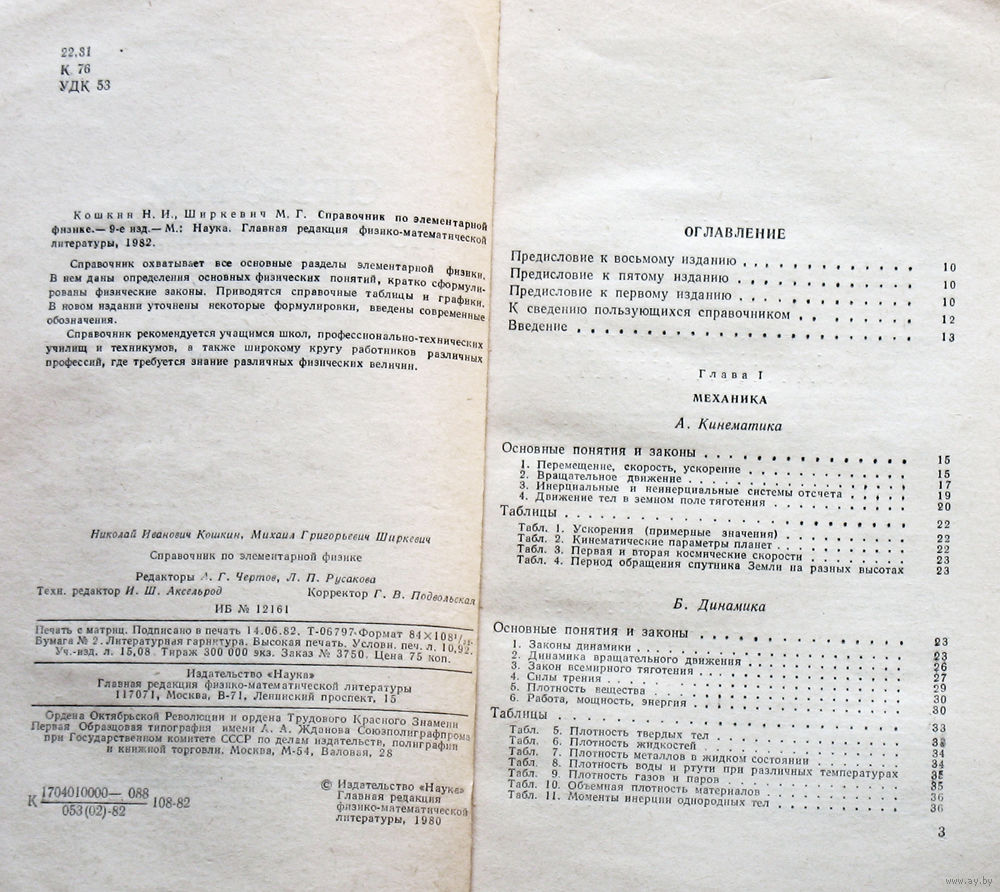 22.31
К 76
УДК 53
Кошкин Н. И., Ширкевич М. Г. Справочник по элементарной
физике.— 9-е изд.— М.: Наука. Главная редакция физико-математической
литературы, 1982.
Справочник охватывает все основные разделы элементарной физики.
В нем даны определения основных физических понятий, кратко сформули-
рованы физические законы. Приводятся справочные таблицы и графики.
В новом издании уточнены некоторые формулировки, введены современные
обозначения.
Справочник рекомендуется учащимся школ, профессионально-технических
училищ и техникумов, а также широкому кругу работников различных
профессий, где требуется знание различных физических величин.
Николай Иванович Кошкин, Михаил Григорьевич Ширкевич
Справочник по элементарной физике
Редакторы А. Г. Чертов, Л. П. Русакова
Техн. редактор И. Ш. Аксельрод Корректор Г. В. Подвольская
ИБ № 12161
Печать с матриц. Подписано в печать 14.06.82. Т-06797. Формат 84×108¹/₃₂.
Бумага № 2. Литературная гарнитура. Высокая печать. Условн. печ. л. 10,92.
Уч.-изд. л. 15,08. Тираж 300 000 экз. Заказ № 3750. Цена 75 коп.
Издательство «Наука»
Главная редакция физико-математической литературы
117071, Москва, В-71, Ленинский проспект, 15
Ордена Октябрьской Революции и ордена Трудового Красного Знамени
Первая Образцовая типография имени А. А. Жданова Союзполиграфпрома
при Государственном комитете СССР по делам издательств, полиграфии
и книжной торговли. Москва, М-54, Валовая, 28
К 1704010000— 088
053(02)-82 108-82
© Издательство «Наука»
Главная редакция
физико-математической
литературы, 1980
ОГЛАВЛЕНИЕ
Предисловие к восьмому изданию 10
Предисловие к пятому изданию 10
Предисловие к первому изданию 10
К сведению пользующихся справочником 12
Введение 13
Глава I
МЕХАНИКА
А. Кинематика
Основные понятия и законы 15
1. Перемещение, скорость, ускорение 15
2. Вращательное движение 17
3. Инерциальные и неинерциальные системы отсчета 19
4. Движение тел в земном поле тяготения 20
Таблицы 22
Табл. 1. Ускорения (примерные значения) 22
Табл. 2. Кинематические параметры планет 22
Табл. 3. Первая и вторая космические скорости 23
Табл. 4. Период обращения спутника Земли на разных высотах 23
Б. Динамика
Основные понятия и законы 23
1. Законы динамики 23
2. Динамика вращательного движения 26
3. Закон всемирного тяготения 27
4. Силы трения 29
5. Плотность вещества 30
6. Работа, мощность, энергия 30
Таблицы 33
Табл. 5. Плотность твердых тел
Табл. 6. Плотность жидкостей 34
Табл. 7. Плотность металлов в жидком состоянии 34
Табл. 8. Плотность воды и ртути при различных температурах 35
Табл. 9. Плотность газов и паров 35
Табл. 10. Объемная плотность материалов 36
Табл. 11. Моменты инерции однородных тел 36
3
www.ay.by